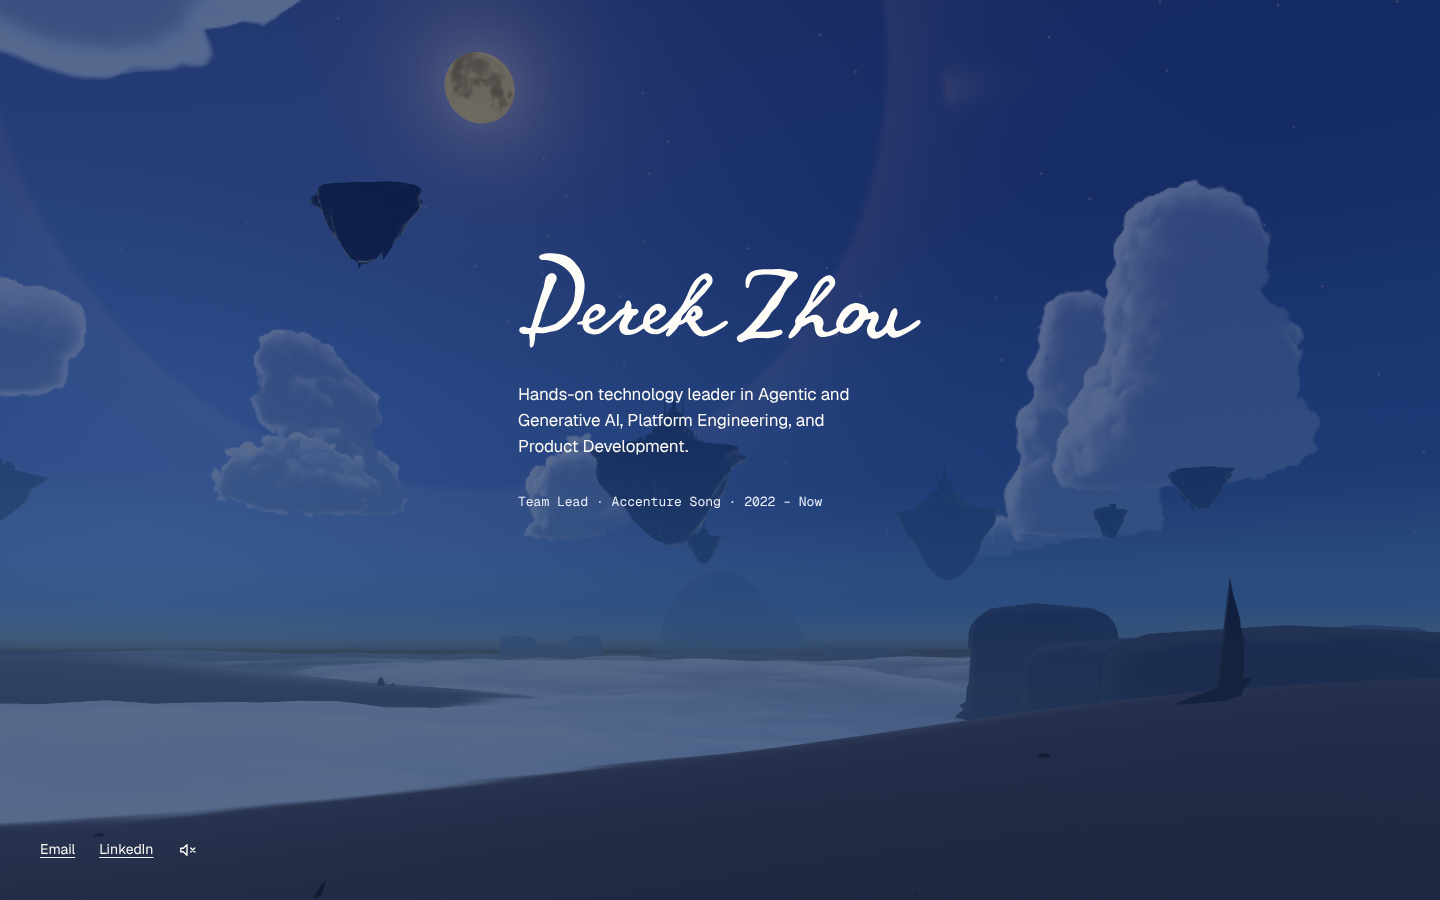 Derek Zhou
Hands-on technology leader in Agentic and
Generative AI, Platform Engineering, and
Product Development.
Team Lead · Accenture Song · 2022 – Now
Email LinkedIn